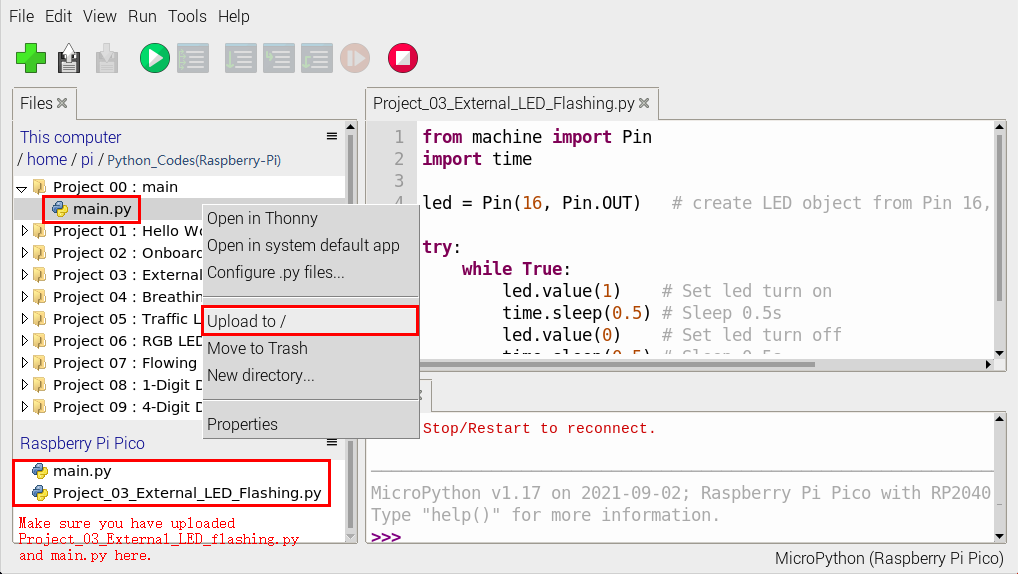 File Edit View Run Tools Help
Files
This computer
/ home / pi / Python_Codes(Raspberry-Pi)
Project 00 : main
main.py
Project 01 : Hello Wo
Project 02 : Onboard
Project 03 : External
Project 04 : Breathin
Project 05 : Traffic L
Project 06 : RGB LED
Project 07 : Flowing
Project 08 : 1-Digit D
Project 09 : 4-Digit D
Open in Thonny
Open in system default app
Configure .py files...
Upload to /
Move to Trash
New directory...
Properties
Raspberry Pi Pico
main.py
Project_03_External_LED_Flashing.py
Make sure you have uploaded
Project_03_External_LED_flashing.py
and main.py here.
Project_03_External_LED_Flashing.py
1 from machine import Pin
2 import time
3
4 led = Pin(16, Pin.OUT) # create LED object from Pin 16,
try:
while True:
led.value(1) # Set led turn on
time.sleep(0.5) # Sleep 0.5s
led.value(0) # Set led turn off
time.sleep(0.5) # Sleep 0.5s
Stop/Restart to reconnect.
MicroPython v1.17 on 2021-09-02; Raspberry Pi Pico with RP2040
Type "help()" for more information.
>>>
MicroPython (Raspberry Pi Pico)